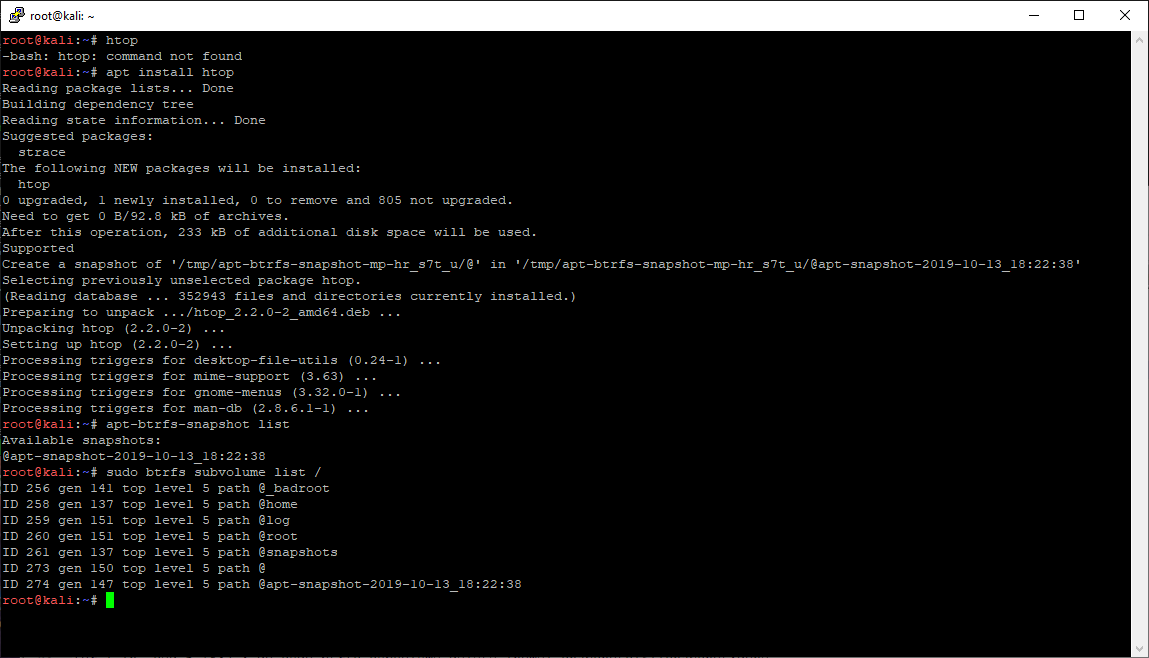 root@kali: ~
root@kali:~# htop
-bash: htop: command not found
root@kali:~# apt install htop
Reading package lists... Done
Building dependency tree
Reading state information... Done
Suggested packages:
  strace
The following NEW packages will be installed:
  htop
0 upgraded, 1 newly installed, 0 to remove and 805 not upgraded.
Need to get 0 B/92.8 kB of archives.
After this operation, 233 kB of additional disk space will be used.
Supported
Create a snapshot of '/tmp/apt-btrfs-snapshot-mp-hr_s7t_u/@' in '/tmp/apt-btrfs-snapshot-mp-hr_s7t_u/@apt-snapshot-2019-10-13_18:22:38'
Selecting previously unselected package htop.
(Reading database ... 352943 files and directories currently installed.)
Preparing to unpack .../htop_2.2.0-2_amd64.deb ...
Unpacking htop (2.2.0-2) ...
Setting up htop (2.2.0-2) ...
Processing triggers for desktop-file-utils (0.24-1) ...
Processing triggers for mime-support (3.63) ...
Processing triggers for gnome-menus (3.32.0-1) ...
Processing triggers for man-db (2.8.6.1-1) ...
root@kali:~# apt-btrfs-snapshot list
Available snapshots:
@apt-snapshot-2019-10-13_18:22:38
root@kali:~# sudo btrfs subvolume list /
ID 256 gen 141 top level 5 path @_badroot
ID 258 gen 137 top level 5 path @home
ID 259 gen 151 top level 5 path @log
ID 260 gen 151 top level 5 path @root
ID 261 gen 137 top level 5 path @snapshots
ID 273 gen 150 top level 5 path @
ID 274 gen 147 top level 5 path @apt-snapshot-2019-10-13_18:22:38
root@kali:~#